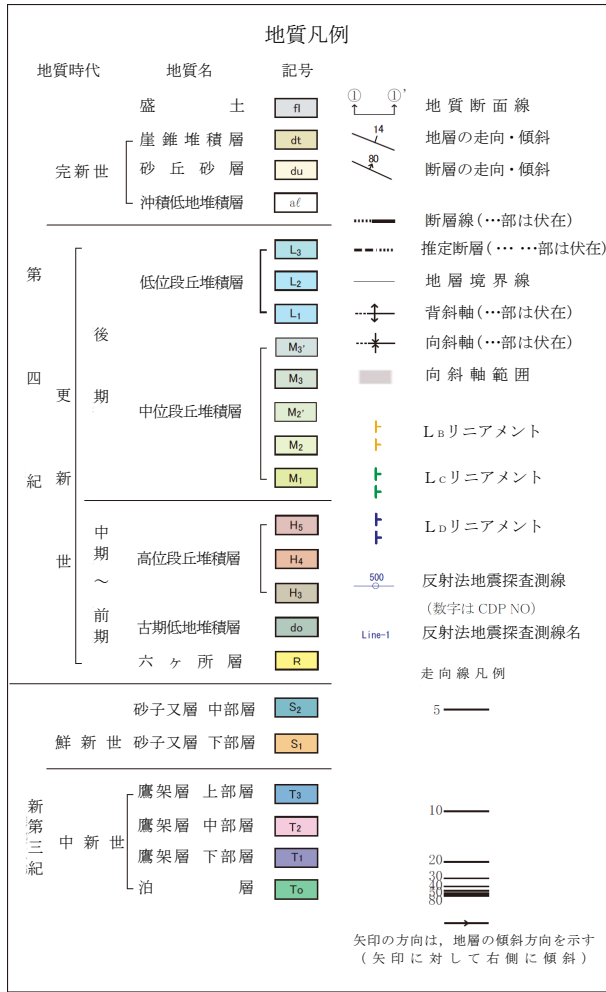 地質凡例
地質時代 地質名 記号
盛土 fl ① ①’ 地質断面線
崖錐堆積層 dt 14 地層の走向・傾斜
完新世 砂丘砂層 du 80 断層の走向・傾斜
沖積低地堆積層 aℓ
断層線(…部は伏在)
第四紀 更新世 後期 低位段丘堆積層 L3 推定断層(… …部は伏在)
L2 地層境界線
L1 背斜軸(…部は伏在)
中位段丘堆積層 M3' 向斜軸(…部は伏在)
M3 向斜軸範囲
M2'
M2 LBリニアメント
M1 LCリニアメント
中期～前期 高位段丘堆積層 H5 LDリニアメント
H4
H3 500 反射法地震探査測線
(数字は CDP NO)
古期低地堆積層 do Line-1 反射法地震探査測線名
六ヶ所層 R
走向線凡例
新第三紀 鮮新世 砂子又層 中部層 S2 5
砂子又層 下部層 S1
中新世 鷹架層 上部層 T3 10
鷹架層 中部層 T2
鷹架層 下部層 T1 20
泊層 To 30
40
50
80
矢印の方向は，地層の傾斜方向を示す
(矢印に対して右側に傾斜)